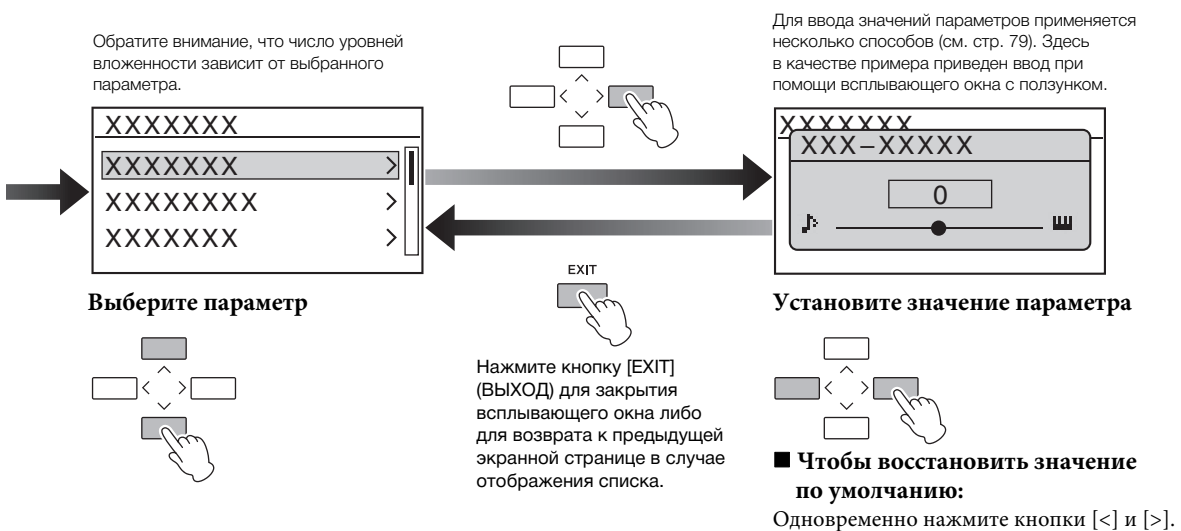 Обратите внимание, что число уровней
вложенности зависит от выбранного
параметра.
XXXXXXX
XXXXXXX >
XXXXXXXX >
XXXXXXX >
Выберите параметр
EXIT
Нажмите кнопку [EXIT]
(ВЫХОД) для закрытия
всплывающего окна либо
для возврата к предыдущей
экранной странице в случае
отображения списка.
Для ввода значений параметров применяется
несколько способов (см. стр. 79). Здесь
в качестве примера приведен ввод при
помощи всплывающего окна с ползунком.
XXXXXXX
XXX–XXXXX
0
Установите значение параметра
■ Чтобы восстановить значение
по умолчанию:
Одновременно нажмите кнопки [<] и [>].